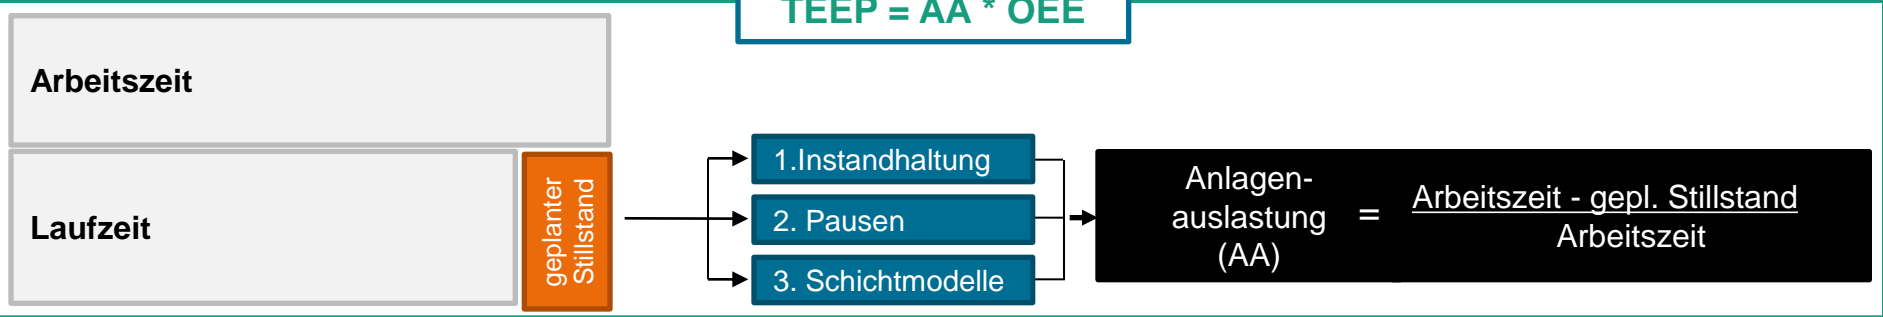 TEEP = AA * OEE
Arbeitszeit
Laufzeit
geplanter
Stillstand
1.Instandhaltung
2. Pausen
3. Schichtmodelle
Anlagen-
auslastung
(AA)
=
Arbeitszeit - gepl. Stillstand
Arbeitszeit